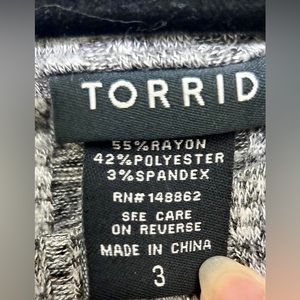 TORRID
55%RAYON
42%POLYESTER
3%SPANDEX
RN#148862
SEE CARE
ON REVERSE
MADE IN CHINA
3